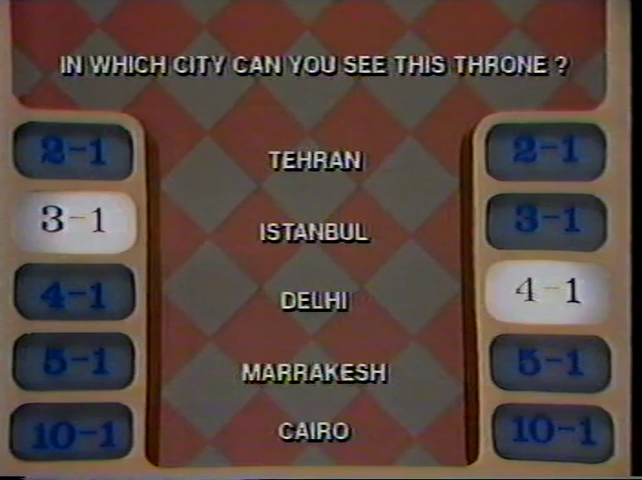 IN WHICH CITY CAN YOU SEE THIS THRONE ?
2-1 TEHRAN 2-1
3-1 ISTANBUL 3-1
4-1 DELHI 4-1
5-1 MARRAKESH 5-1
10-1 CAIRO 10-1